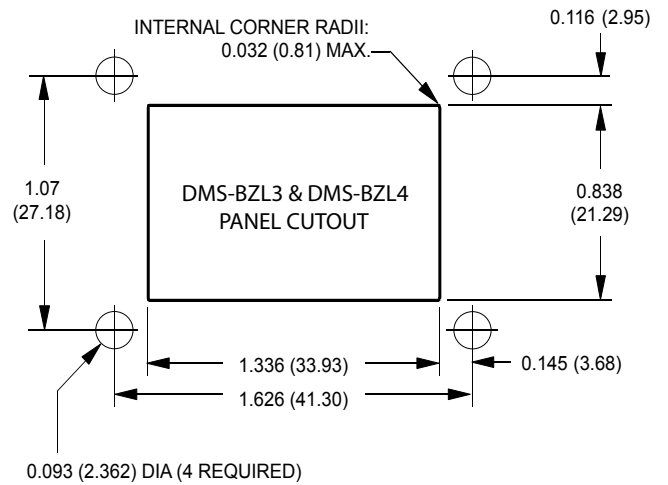 INTERNAL CORNER RADII:
0.032 (0.81) MAX.
0.116 (2.95)
1.07
(27.18)
DMS-BZL3 & DMS-BZL4
PANEL CUTOUT
0.838
(21.29)
1.336 (33.93)
0.145 (3.68)
1.626 (41.30)
0.093 (2.362) DIA (4 REQUIRED)